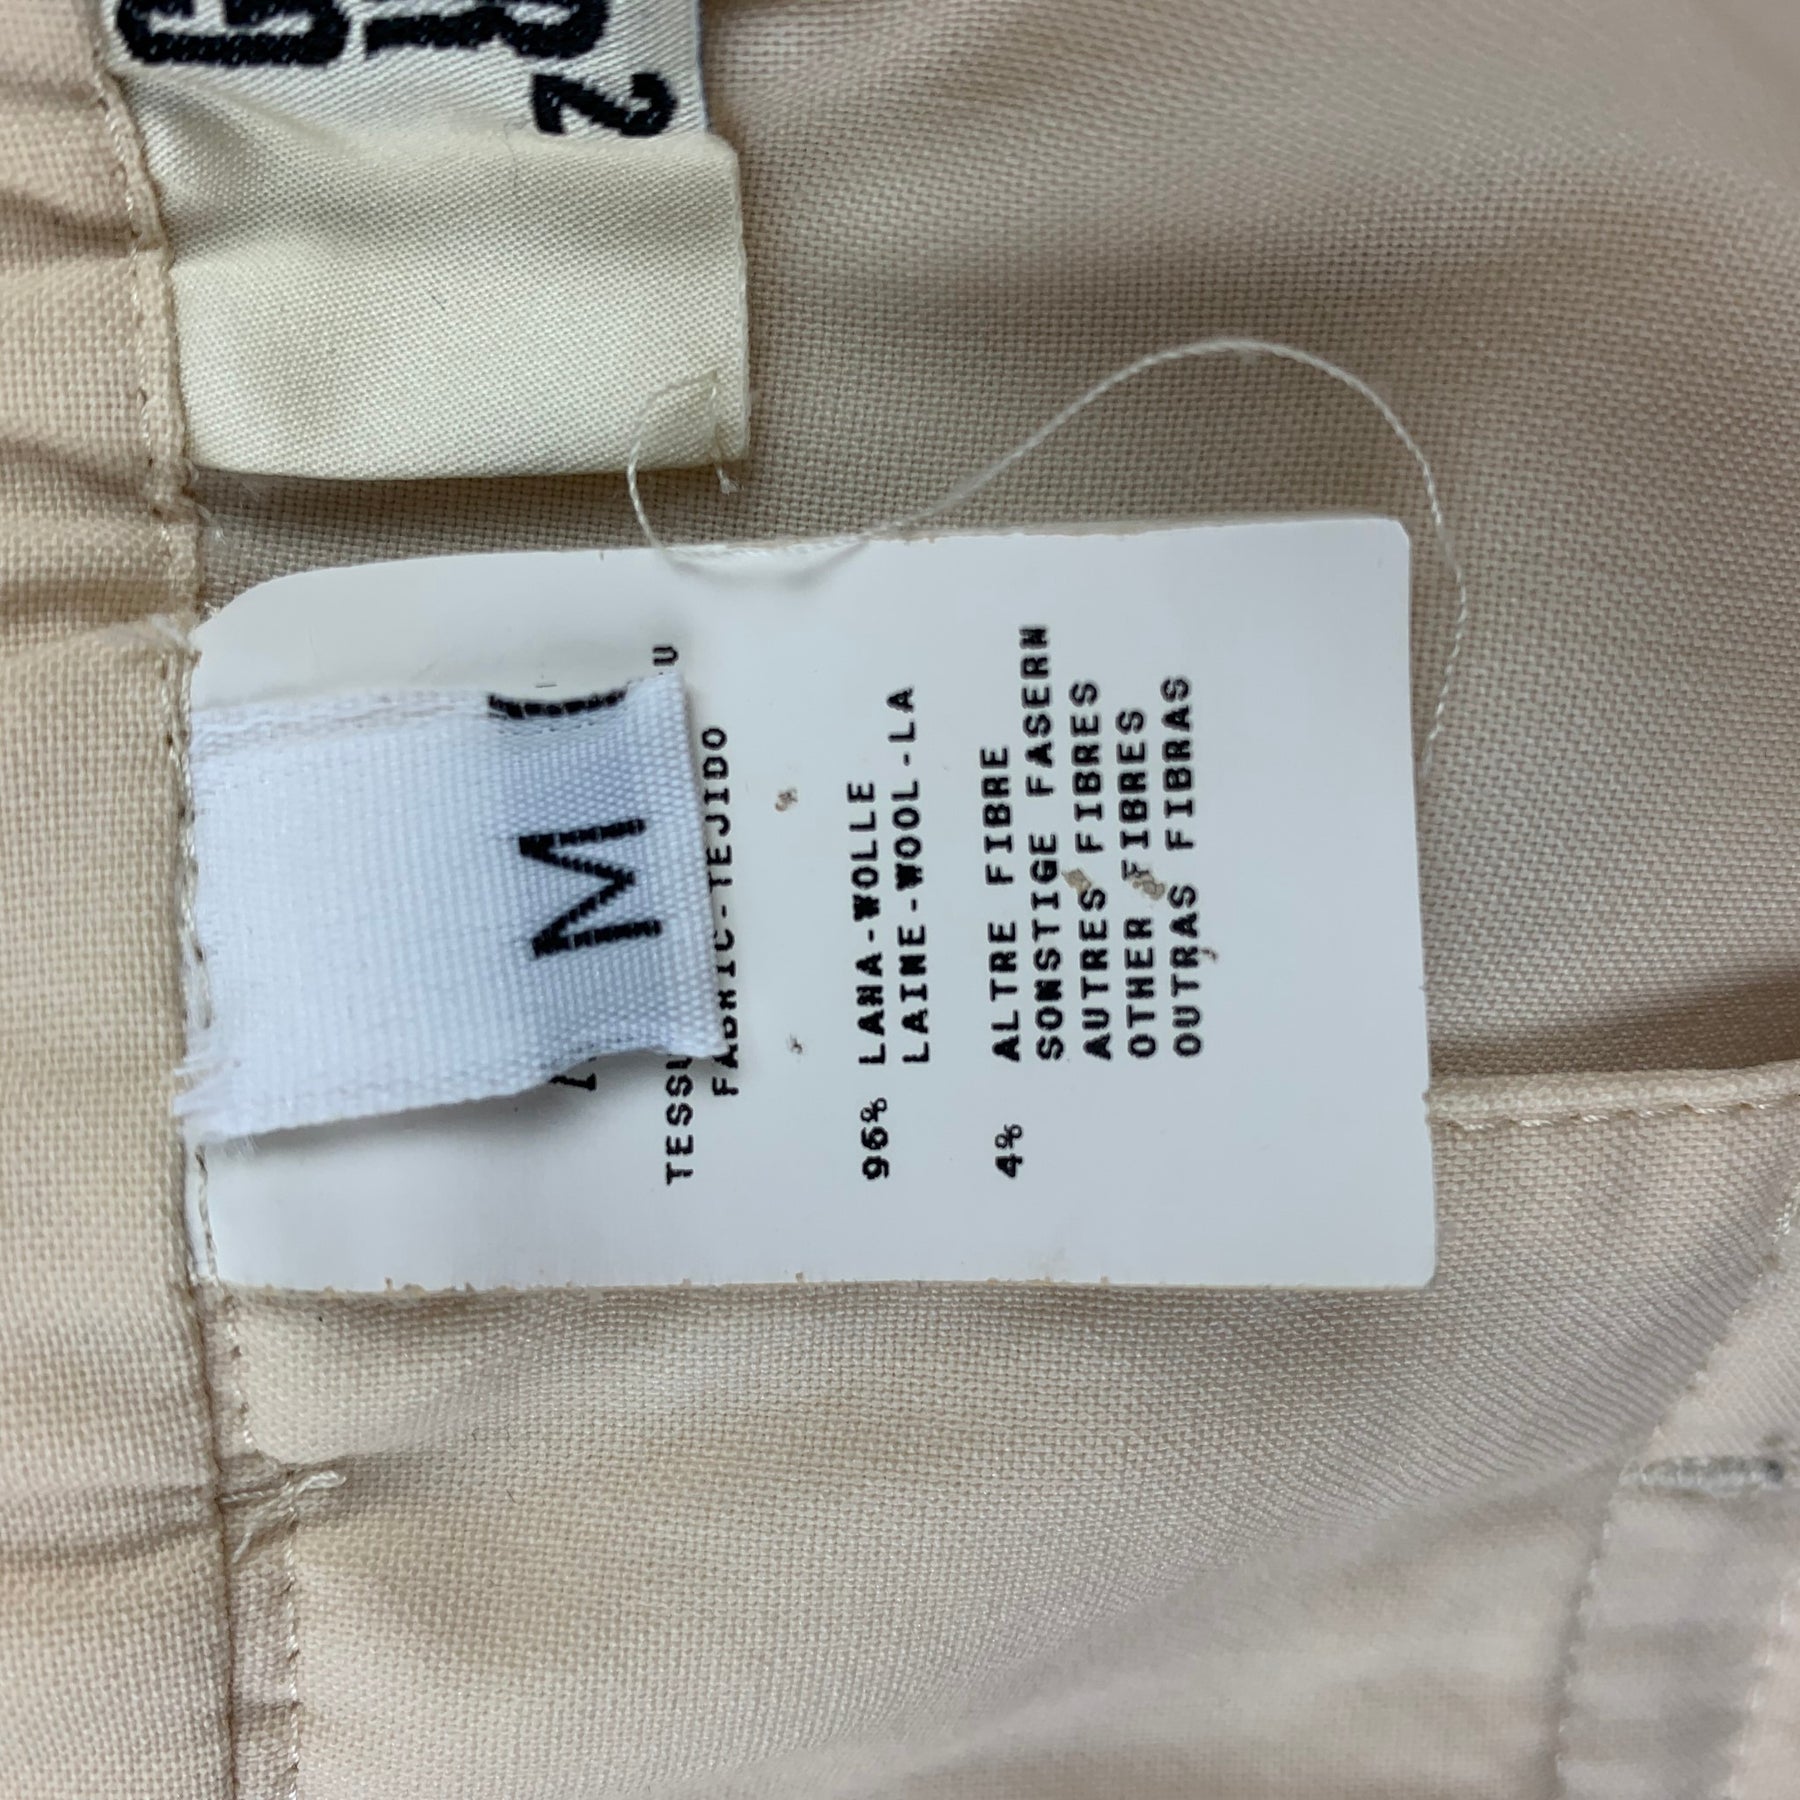 GR²
M
TESSU
FABRIC-TEJIDO
96% LANA-WOLLE
LAINE-WOOL-LA
4% ALTRE FIBRE
SONSTIGE FASERN
AUTRES FIBRES
OTHER FIBRES
OUTRAS FIBRAS